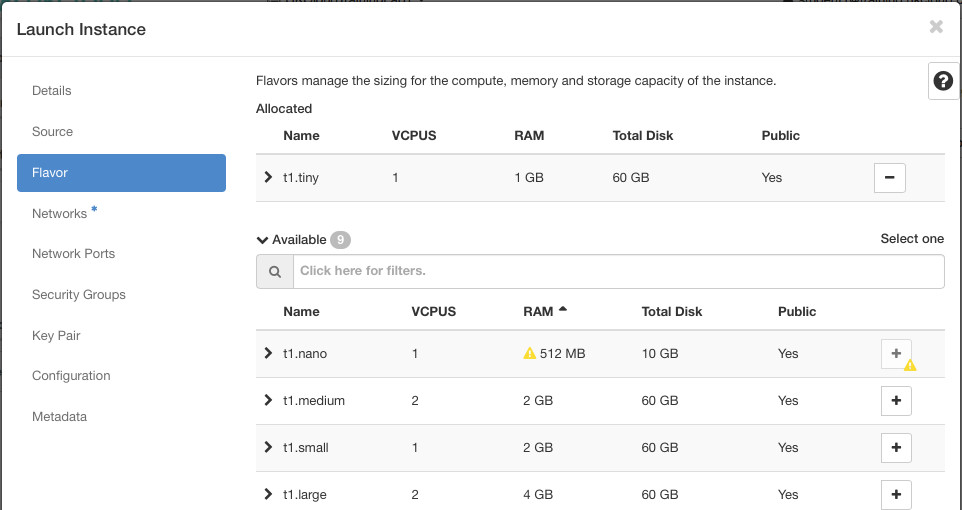 Launch Instance ×
Details
Source
Flavor
Networks *
Network Ports
Security Groups
Key Pair
Configuration
Metadata
Flavors manage the sizing for the compute, memory and storage capacity of the instance.
?
Allocated
Name VCPUS RAM Total Disk Public
t1.tiny 1 1 GB 60 GB Yes −
Available 9 Select one
Click here for filters.
Name VCPUS RAM Total Disk Public
t1.nano 1 512 MB 10 GB Yes +
t1.medium 2 2 GB 60 GB Yes +
t1.small 1 2 GB 60 GB Yes +
t1.large 2 4 GB 60 GB Yes +